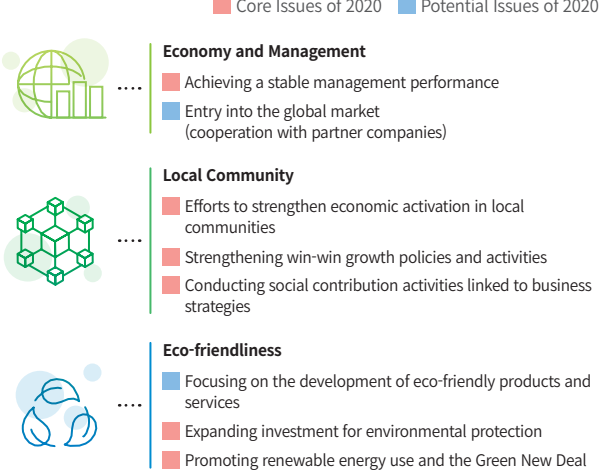 Core Issues of 2020 Potential Issues of 2020
Economy and Management
Achieving a stable management performance
Entry into the global market
(cooperation with partner companies)
Local Community
Efforts to strengthen economic activation in local
communities
Strengthening win-win growth policies and activities
Conducting social contribution activities linked to business
strategies
Eco-friendliness
Focusing on the development of eco-friendly products and
services
Expanding investment for environmental protection
Promoting renewable energy use and the Green New Deal